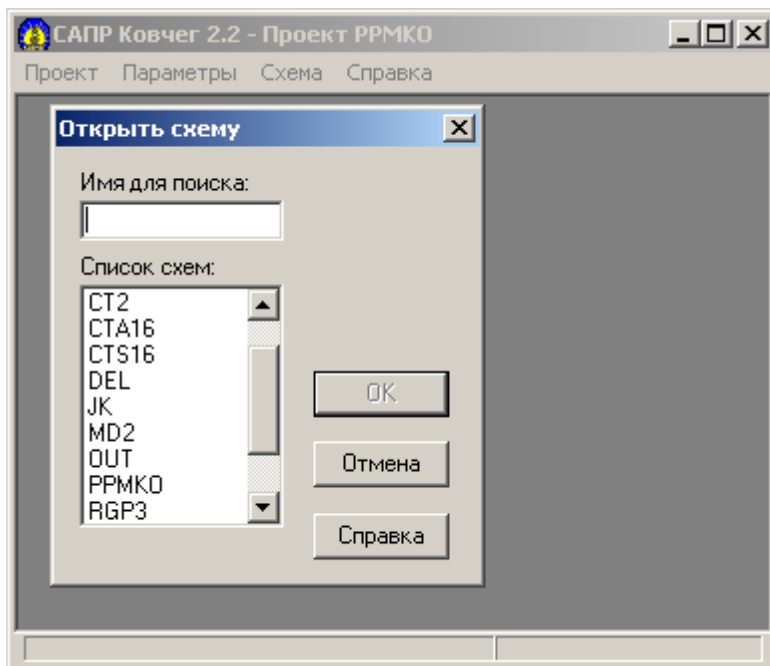 САПР Ковчег 2.2 - Проект PPMKO
Проект Параметры Схема Справка
Открыть схему
Имя для поиска:
Список схем:
CT2
CTA16
CTS16
DEL
JK
MD2
OUT
PPMKO
RGP3
OK
Отмена
Справка